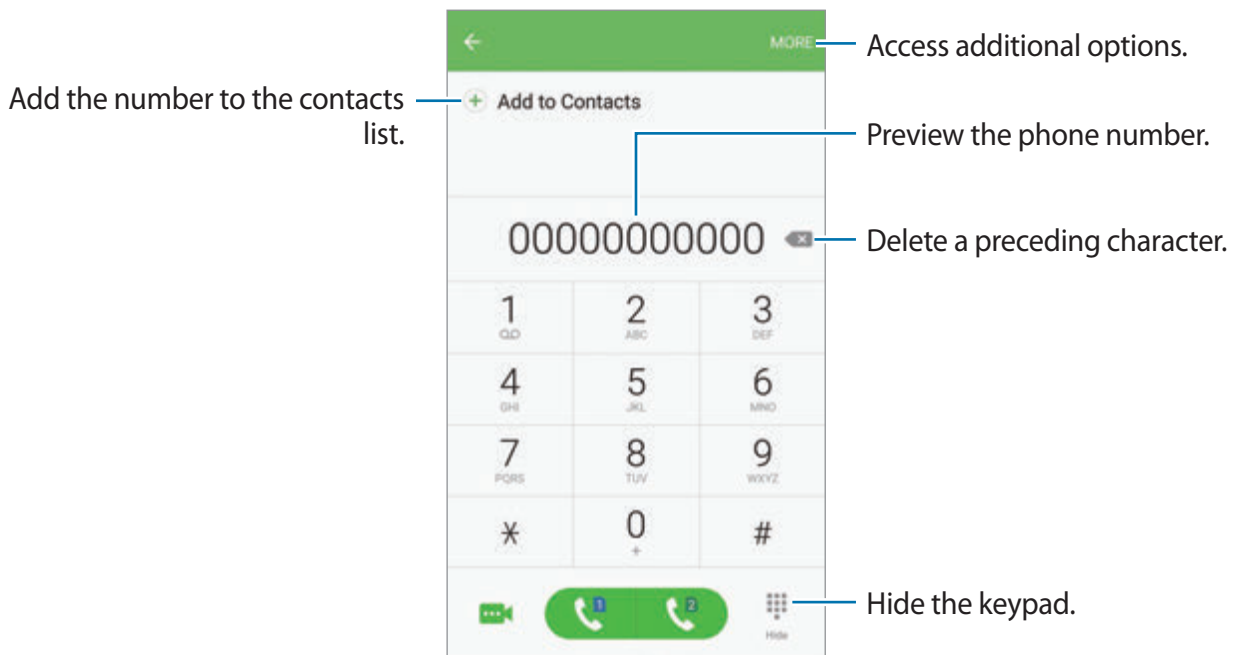 MORE
Access additional options.
Add the number to the contacts
list.
+ Add to Contacts
Preview the phone number.
00000000000
Delete a preceding character.
1 2 3
ABC DEF
4 5 6
GHI JKL MNO
7 8 9
PQRS TUV WXYZ
* 0 #
+
1 2
Hide the keypad.
Hide